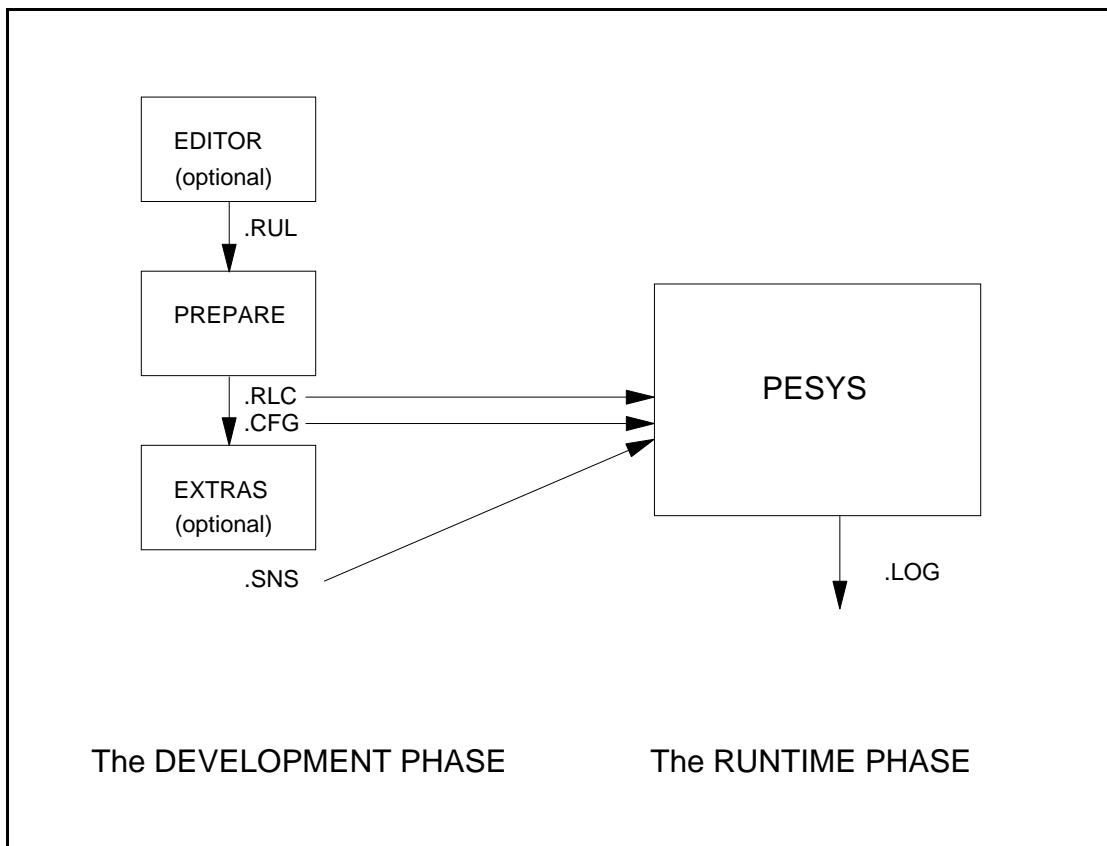 EDITOR
(optional)
.RUL
PREPARE
.RLC
.CFG
EXTRAS
(optional)
.SNS
PESYS
.LOG
The DEVELOPMENT PHASE
The RUNTIME PHASE